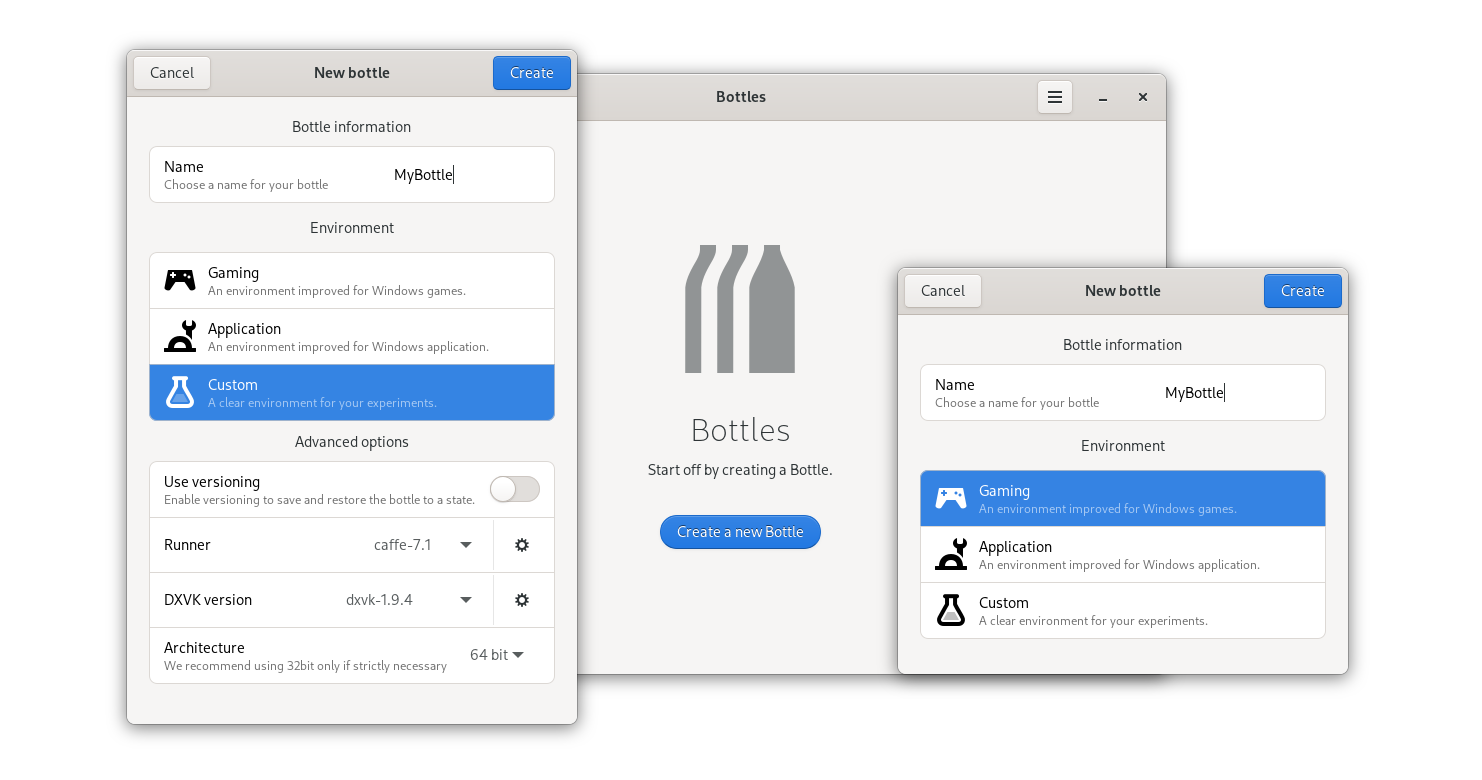 Cancel
New bottle
Create
Bottle information
Name
Choose a name for your bottle
MyBottle
Environment
Gaming
An environment improved for Windows games.
Application
An environment improved for Windows application.
Custom
A clear environment for your experiments.
Advanced options
Use versioning
Enable versioning to save and restore the bottle to a state.
Runner
caffe-7.1
DXVK version
dxvk-1.9.4
Architecture
We recommend using 32bit only if strictly necessary
64 bit
Bottles
Bottles
Start off by creating a Bottle.
Create a new Bottle
Cancel
New bottle
Create
Bottle information
Name
Choose a name for your bottle
MyBottle
Environment
Gaming
An environment improved for Windows games.
Application
An environment improved for Windows application.
Custom
A clear environment for your experiments.